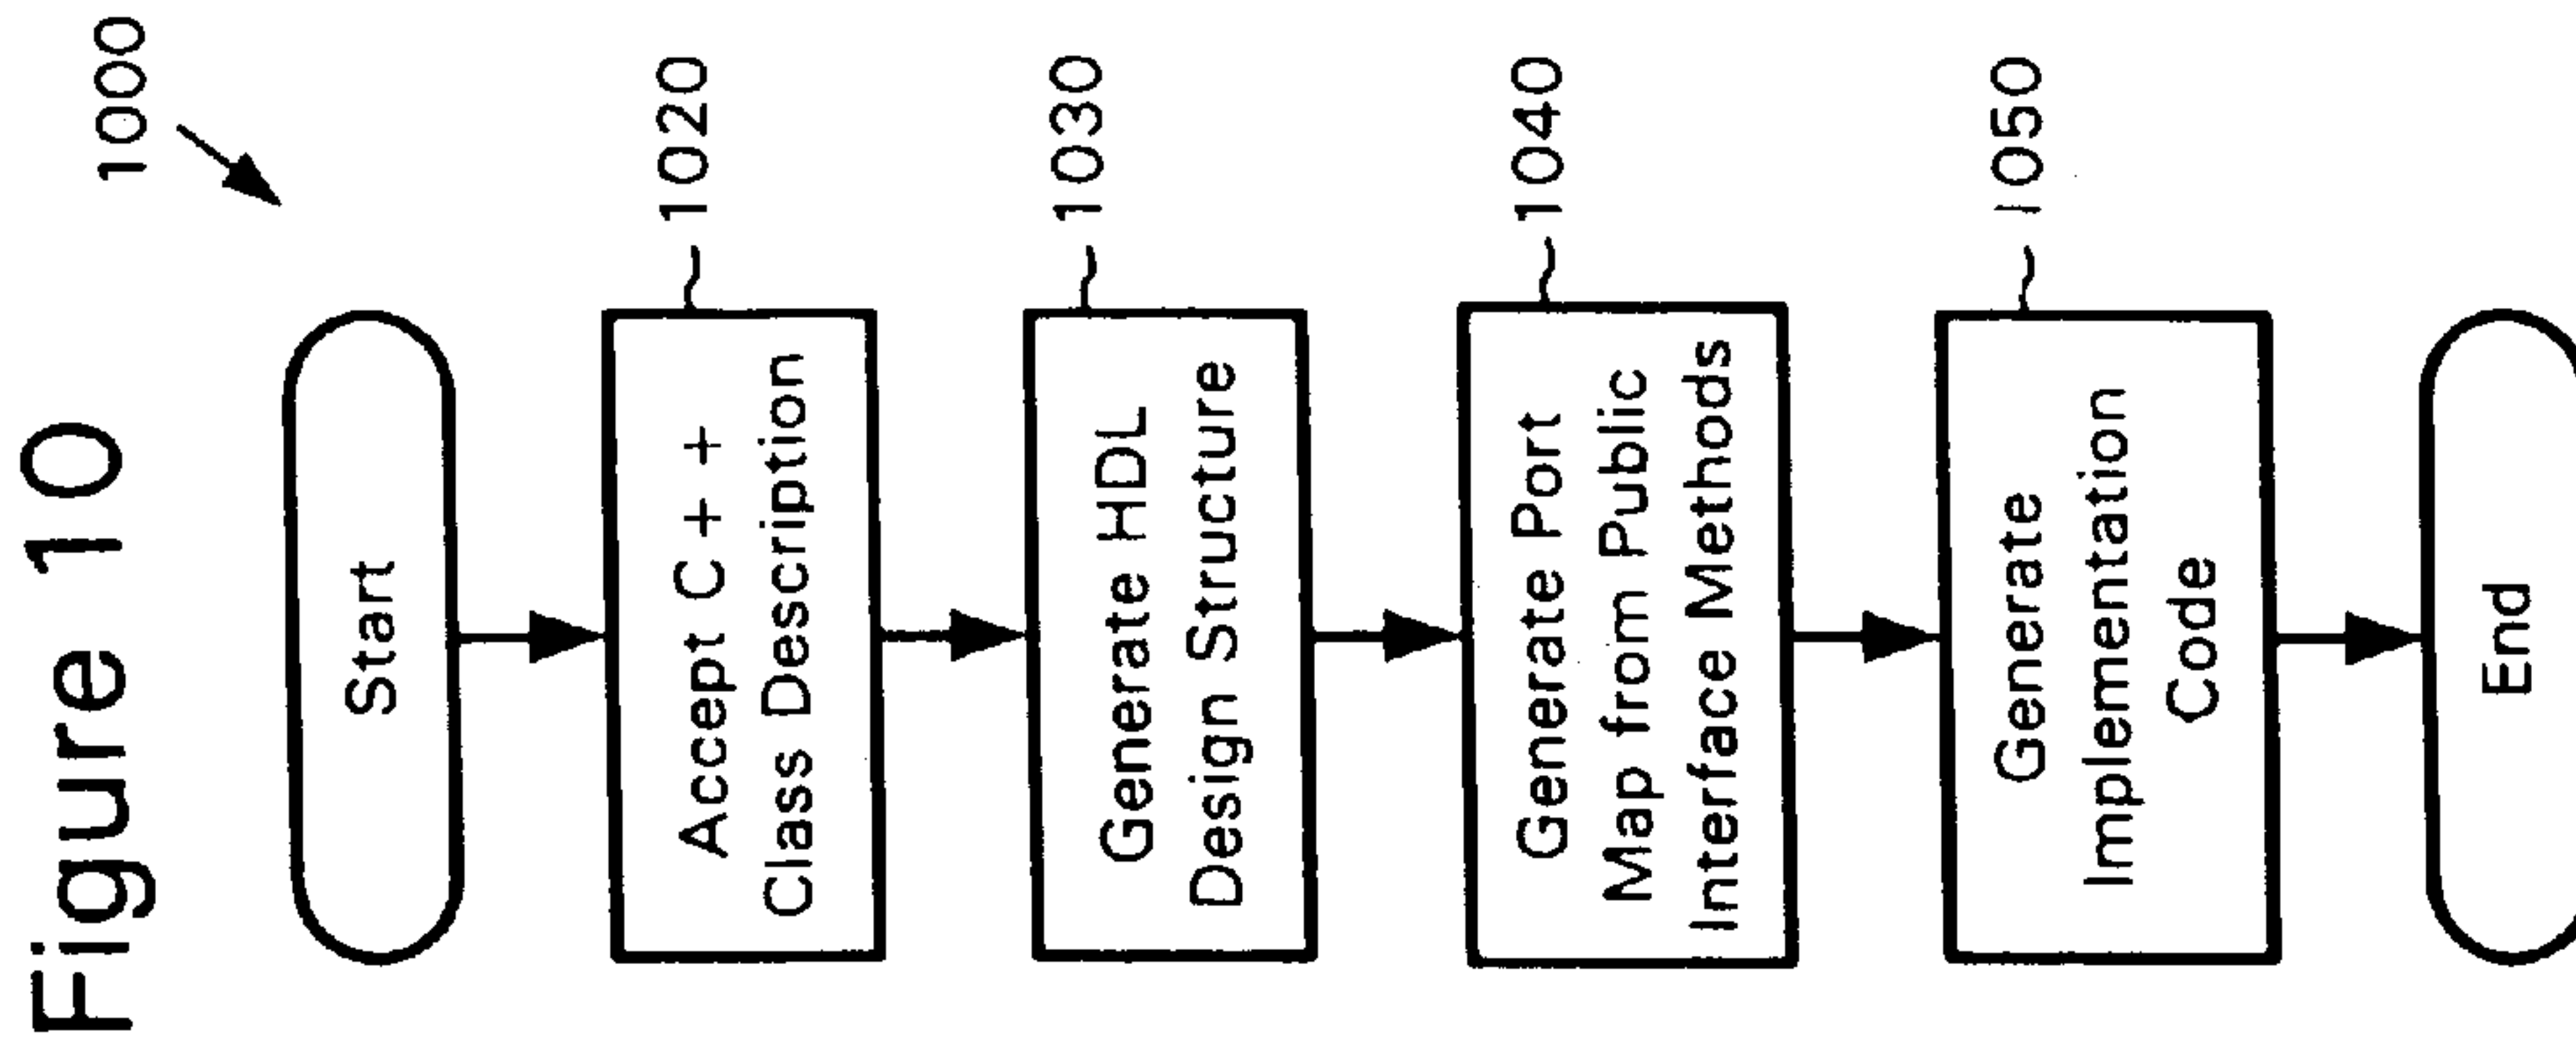 Figure 10
1000
Start
Accept C + +
Class Description
1020
Generate HDL
Design Structure
1030
Generate Port
Map from Public
Interface Methods
1040
Generate
Implementation
Code
1050
End